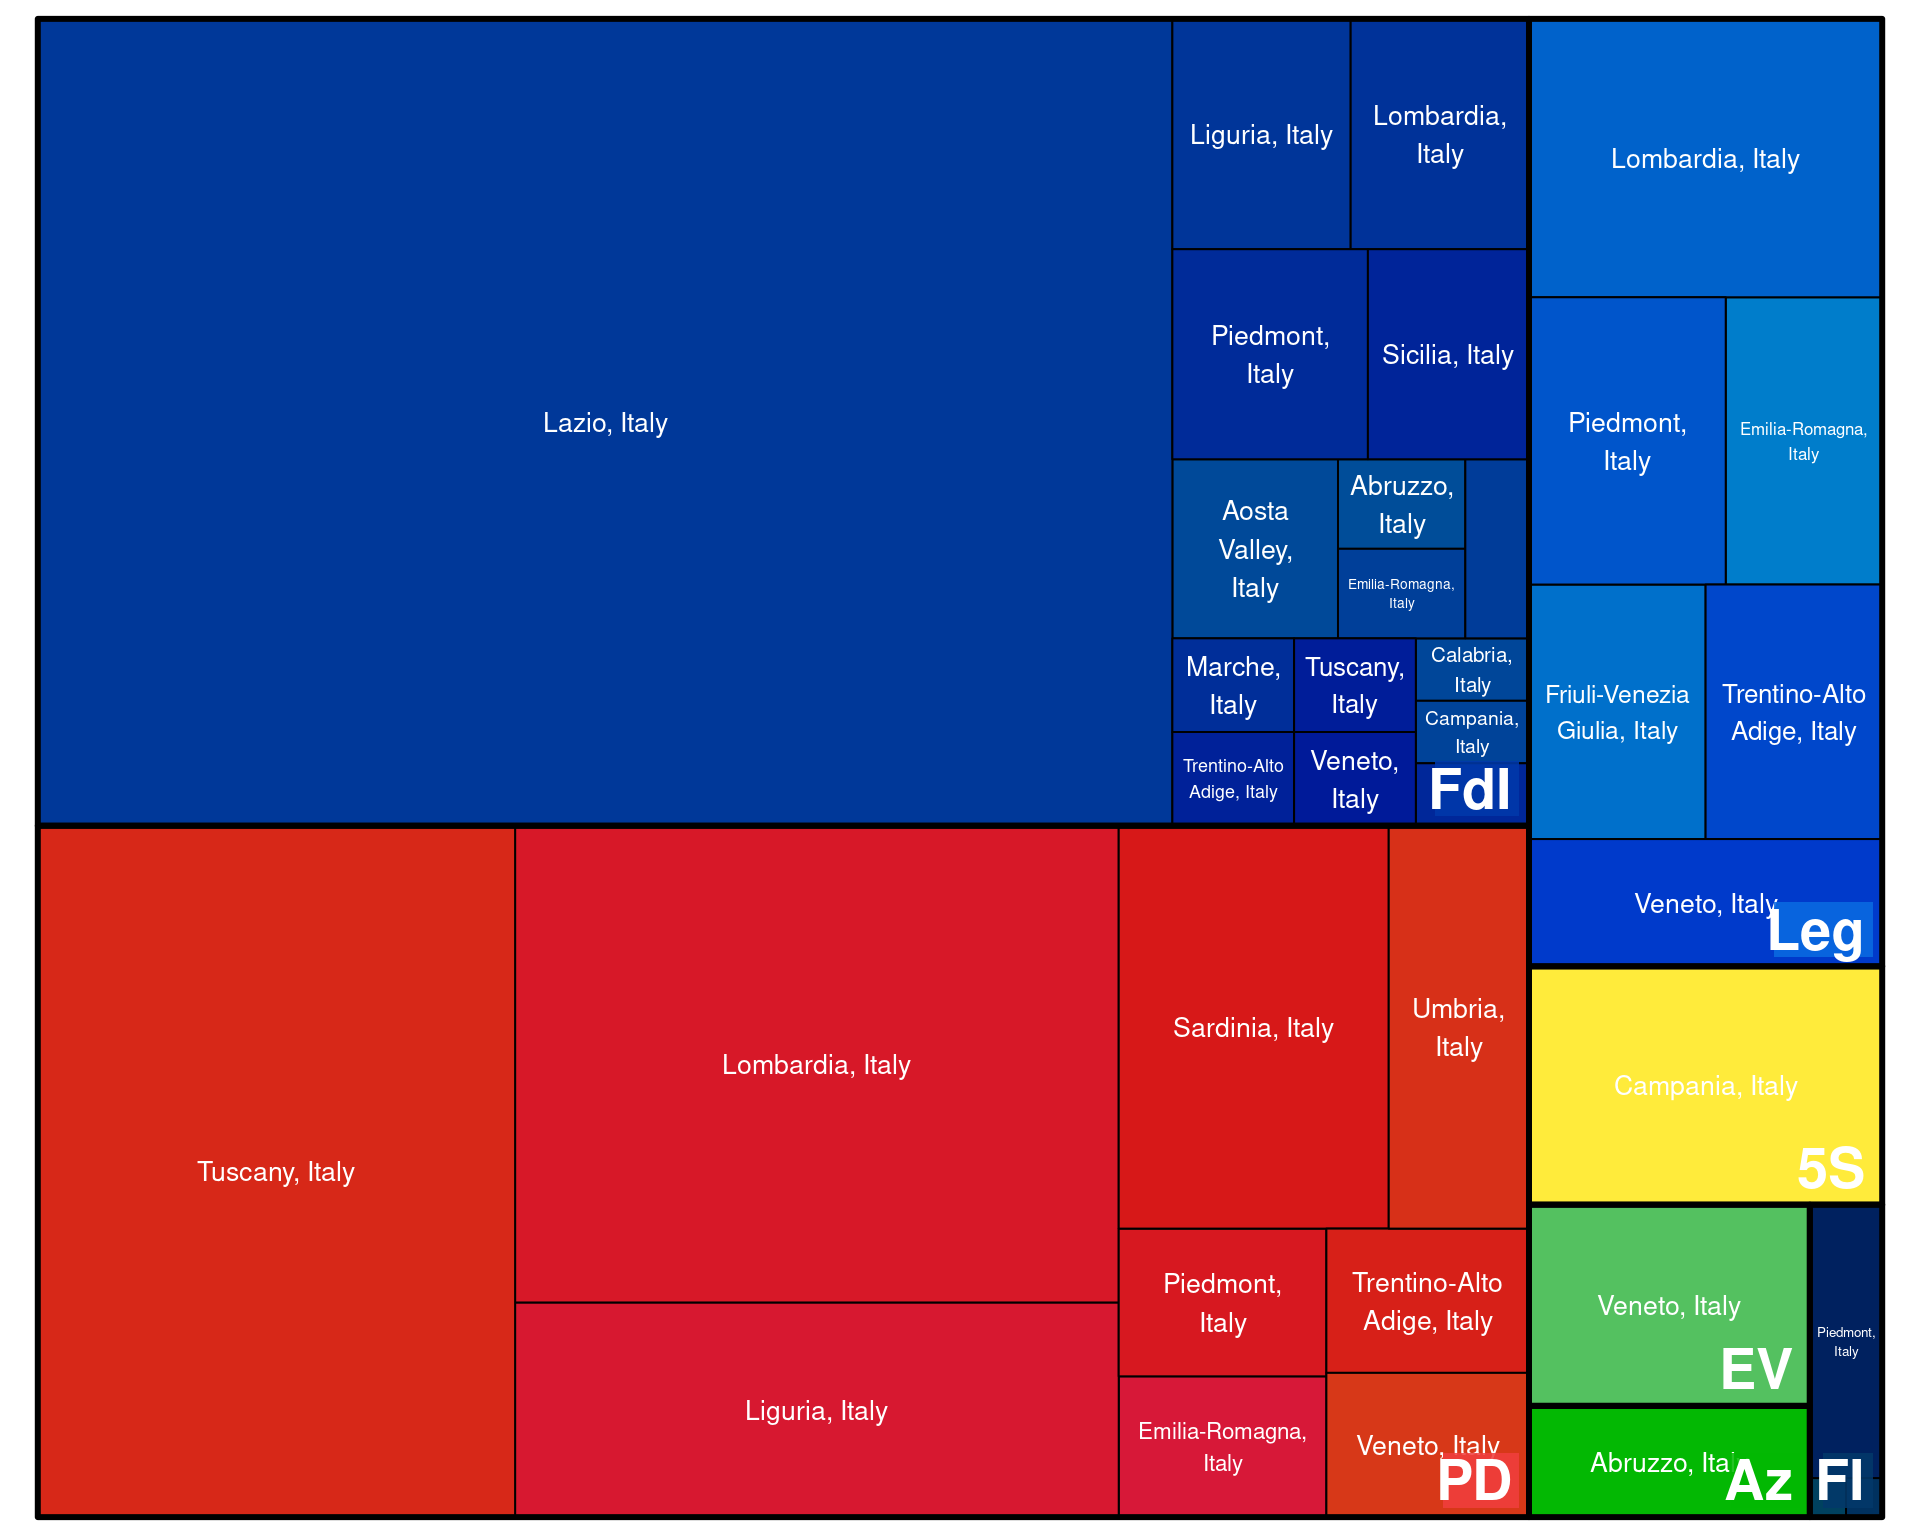 Lazio, Italy
Liguria, Italy
Lombardia,
Italy
Piedmont,
Italy
Sicilia, Italy
Aosta
Valley,
Italy
Abruzzo,
Italy
Emilia-Romagna,
Italy
Marche,
Italy
Tuscany,
Italy
Calabria,
Italy
Campania,
Italy
Trentino-Alto
Adige, Italy
Veneto,
Italy
FdI
Lombardia, Italy
Piedmont,
Italy
Emilia-Romagna,
Italy
Friuli-Venezia
Giulia, Italy
Trentino-Alto
Adige, Italy
Veneto, Italy
Leg
Tuscany, Italy
Lombardia, Italy
Liguria, Italy
Sardinia, Italy
Umbria,
Italy
Piedmont,
Italy
Trentino-Alto
Adige, Italy
Emilia-Romagna,
Italy
Veneto, Italy
PD
Campania, Italy
5S
Veneto, Italy
EV
Piedmont,
Italy
Abruzzo, Ital
Az
FI